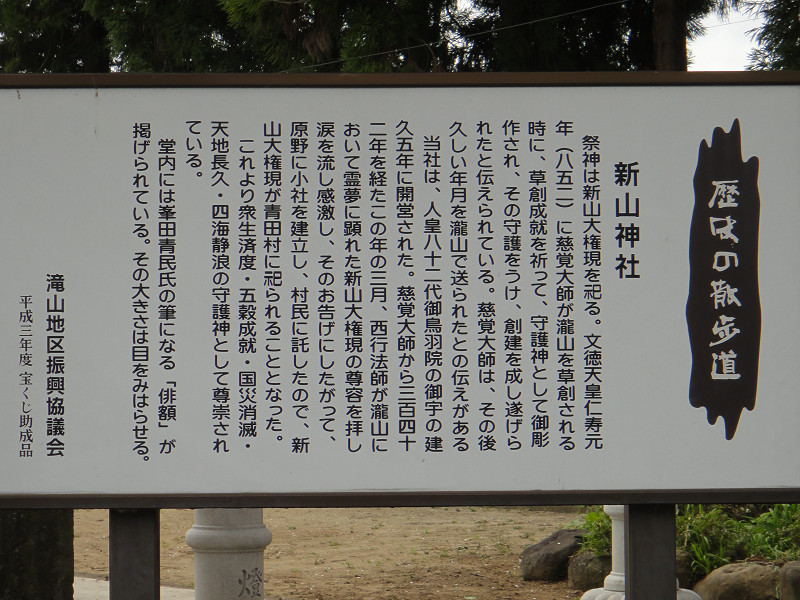 歴史の散歩道
新山神社
祭神は新山大権現を祀る。文徳天皇仁寿元
年(八五二)に慈覚大師が瀧山を草創される
時に、草創成就を祈って、守護神として御彫
作され、その守護をうけ、創建を成し遂げら
れたと伝えられている。慈覚大師は、その後
久しい年月を瀧山で送られたとの伝えがある
当社は、人皇八十二代御鳥羽院の御宇の建
久五年に開営された。慈覚大師から三百四十
二年を経たこの年の三月、西行法師が瀧山に
おいて霊夢に顕れた新山大権現の尊容を拝し
涙を流し感激し、そのお告げにしたがって、
原野に小社を建立し、村民に託したので、新
山大権現が青田村に祀られることとなった。
これより衆生済度・五穀成就・国災消滅・
天地長久・四海静浪の守護神として尊崇され
ている。
堂内には峯田青民氏の筆になる「俳額」が
掲げられている。その大きさは目をみはらせる。
滝山地区振興協議会
平成三年度 宝くじ助成品
燈